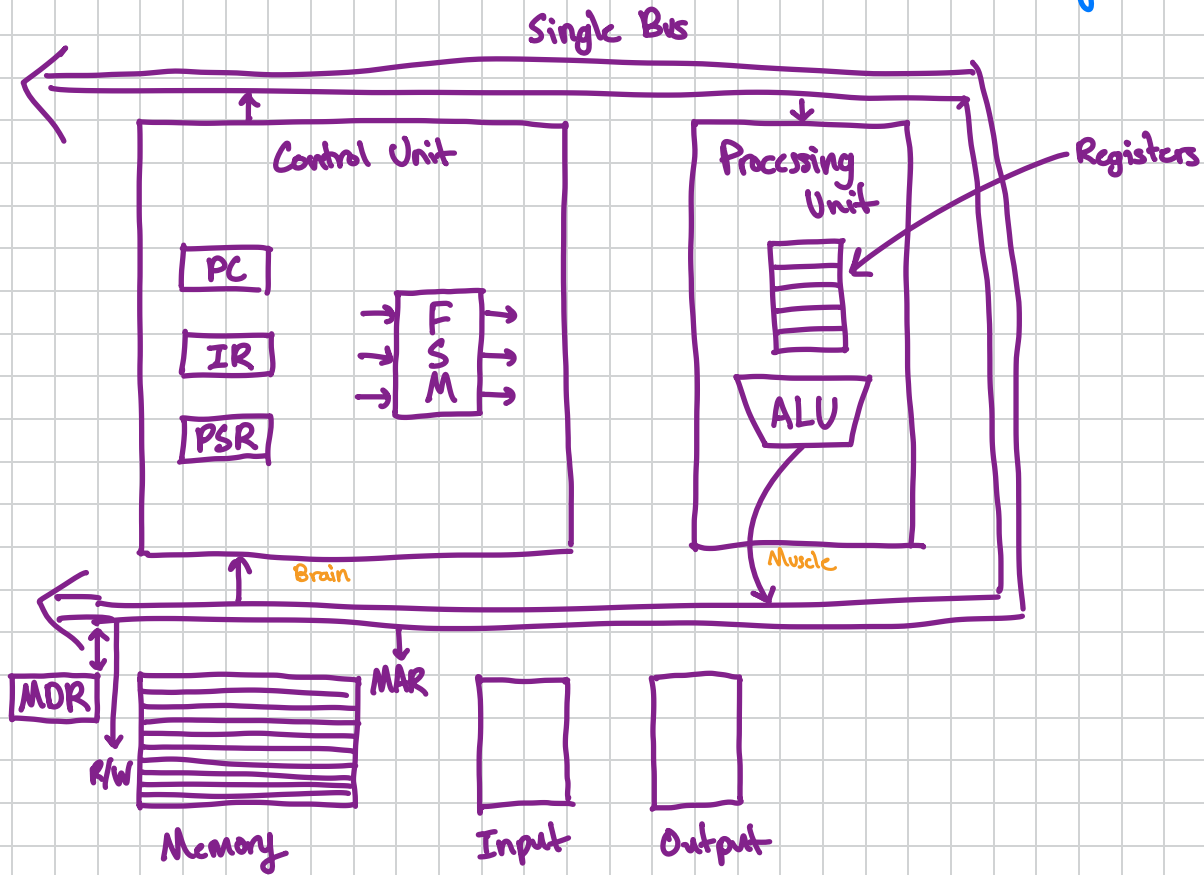 Single Bus
Control Unit
Processing
Unit
Registers
PC
IR
PSR
F
S
M
ALU
Brain
Muscle
MDR
R/W
MAR
Memory
Input
Output